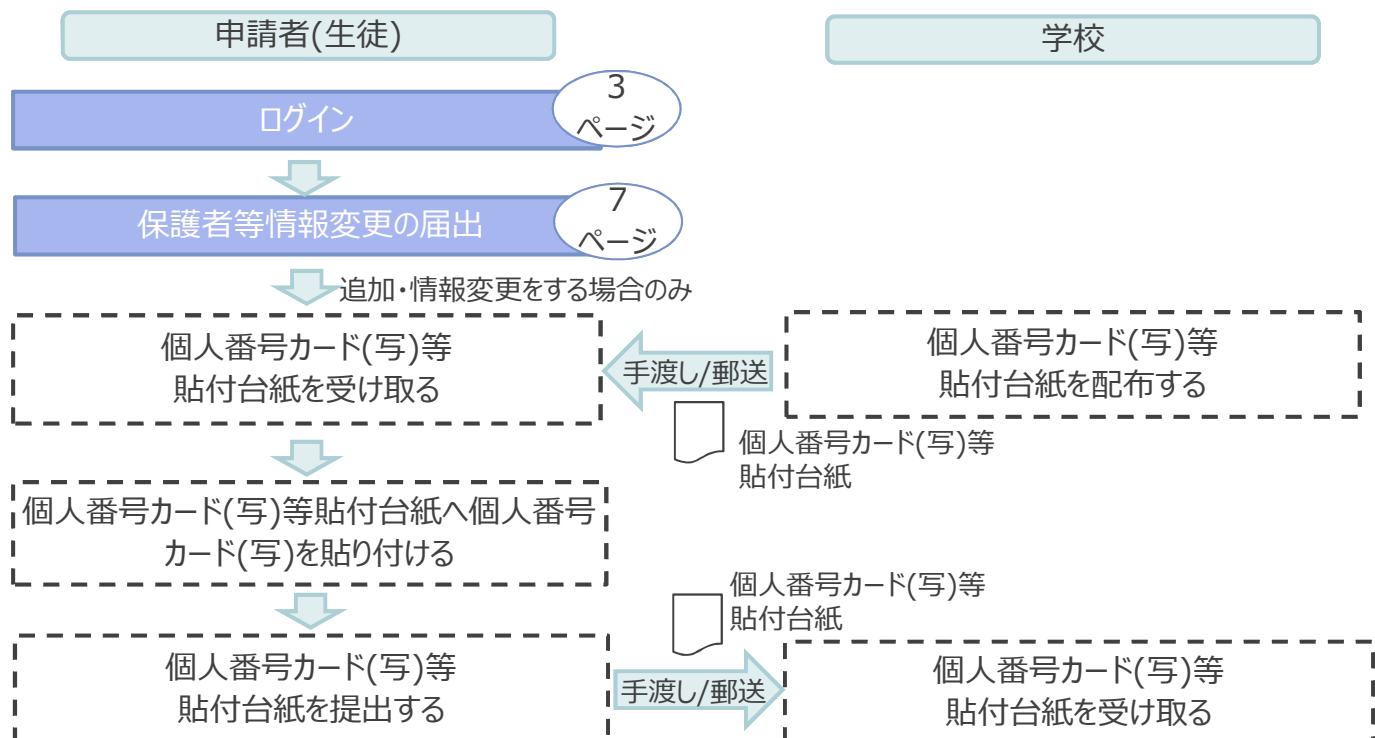 申請者(生徒)
学校
ログイン
3
ページ
保護者等情報変更の届出
7
ページ
追加・情報変更をする場合のみ
個人番号カード(写)等
貼付台紙を受け取る
手渡し/郵送
個人番号カード(写)等
貼付台紙を配布する
個人番号カード(写)等
貼付台紙
個人番号カード(写)等貼付台紙へ個人番号
カード(写)を貼り付ける
個人番号カード(写)等
貼付台紙
個人番号カード(写)等
貼付台紙を提出する
手渡し/郵送
個人番号カード(写)等
貼付台紙を受け取る